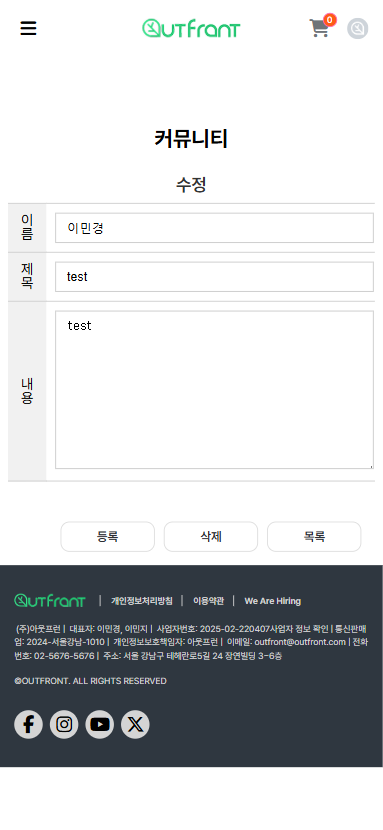 OUTFRANT
0
커뮤니티
수정
이름
이민경
제목
test
내용
test
등록 삭제 목록
OUTFRANT | 개인정보처리방침 | 이용약관 | We Are Hiring
(주)아웃프런 | 대표자: 이민경, 이민지 | 사업자번호: 2025-02-220407사업자 정보 확인 | 통신판매
업: 2024-서울강남-1010 | 개인정보보호책임자: 아웃프런 | 이메일: outfront@outfront.com | 전화
번호: 02-5676-5676 | 주소: 서울 강남구 테헤란로5길 24 장연빌딩 3-6층
©OUTFRONT. ALL RIGHTS RESERVED